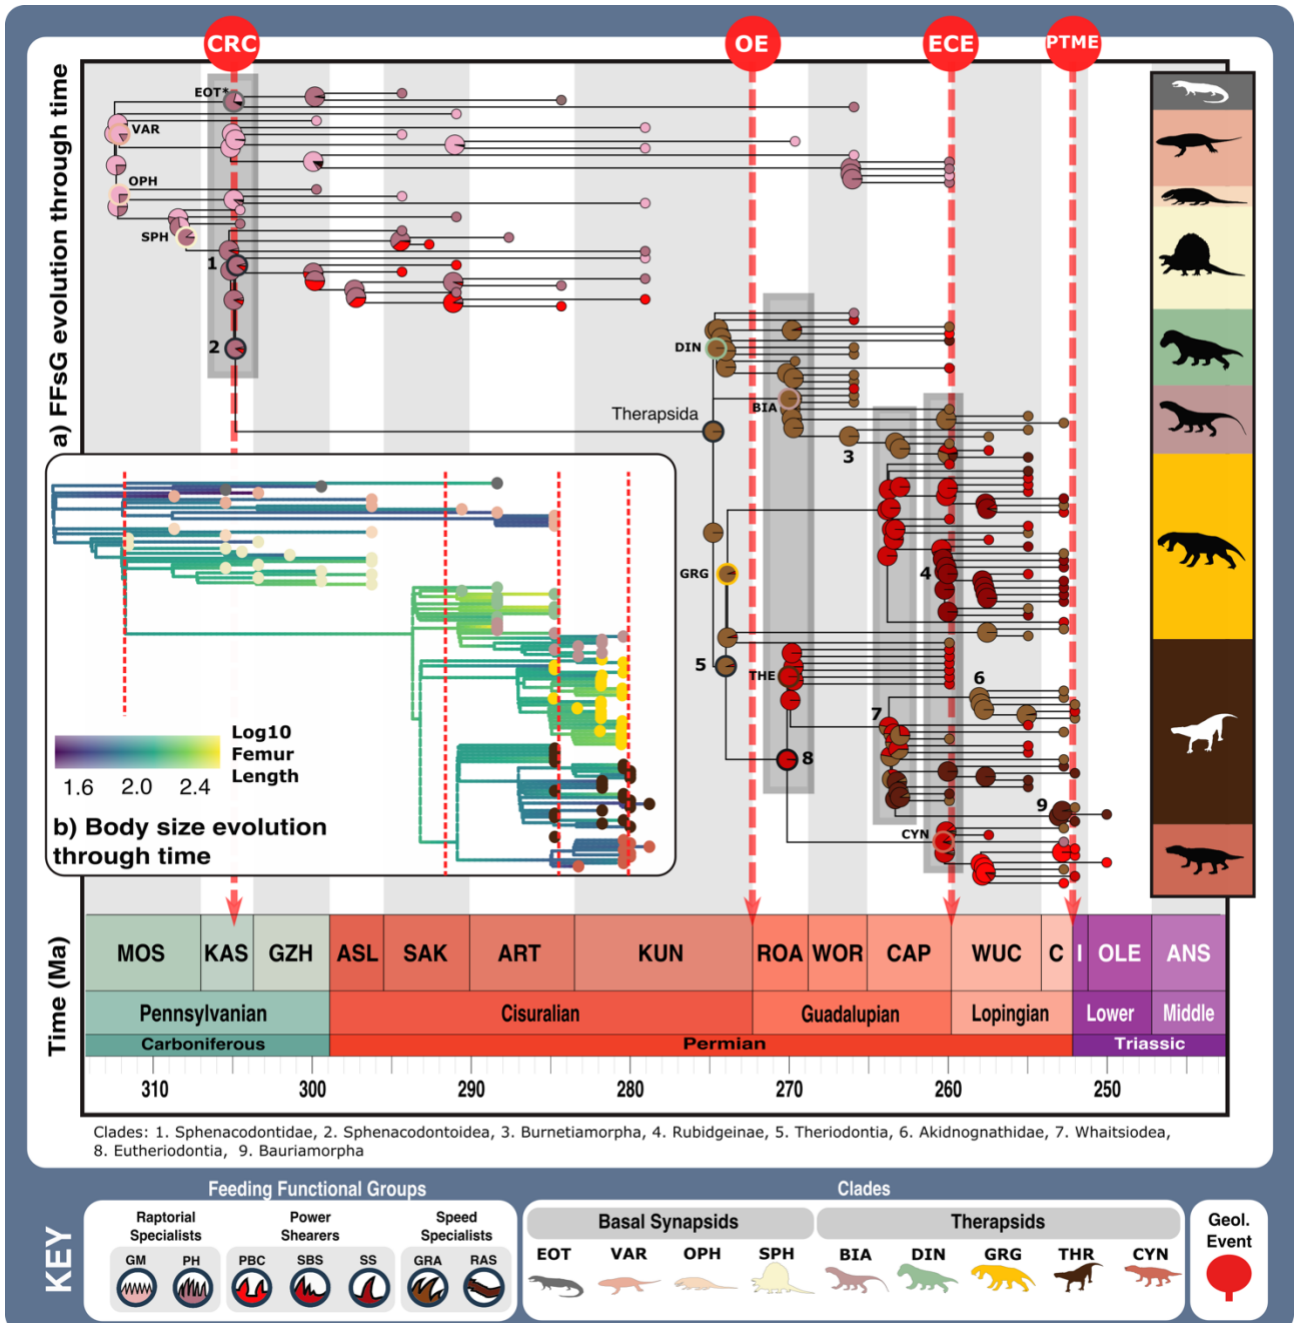 CRC
OE
ECE
PTME
a) FFsG evolution through time
EOT*
VAR
OPH
SPH
1
2
DIN
BIA
Therapsida
3
GRG
4
5
THE
6
7
8
9
CYN
Log10
Femur
Length
1.6 2.0 2.4
b) Body size evolution
through time
Time (Ma)
MOS KAS GZH ASL SAK ART KUN ROA WOR CAP WUC C I OLE ANS
Pennsylvanian Cisuralian Guadalupian Lopingian Lower Middle
Carboniferous Permian Triassic
310 300 290 280 270 260 250
Clades: 1. Sphenacodontidae, 2. Sphenacodontoidea, 3. Burnetiamorpha, 4. Rubidgeinae, 5. Theriodontia, 6. Akidnognathidae, 7. Whaitsiodea,
8. Eutheriodontia, 9. Bauriamorpha
KEY
Feeding Functional Groups
Raptorial
Specialists
Power
Shearers
Speed
Specialists
GM PH PBC SBS SS GRA RAS
Clades
Basal Synapsids Therapsids
EOT VAR OPH SPH BIA DIN GRG THR CYN
Geol.
Event